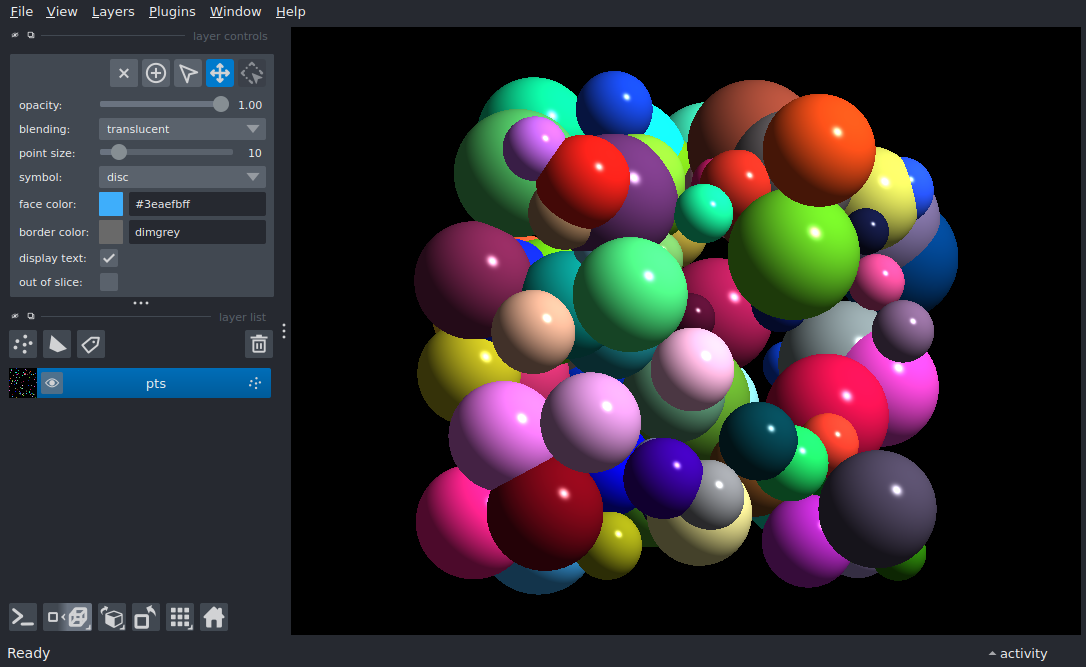 File View Layers Plugins Window Help
layer controls
opacity: 1.00
blending: translucent
point size: 10
symbol: disc
face color: #3eaefbff
border color: dimgrey
display text:
out of slice:
layer list
pts
Ready
activity